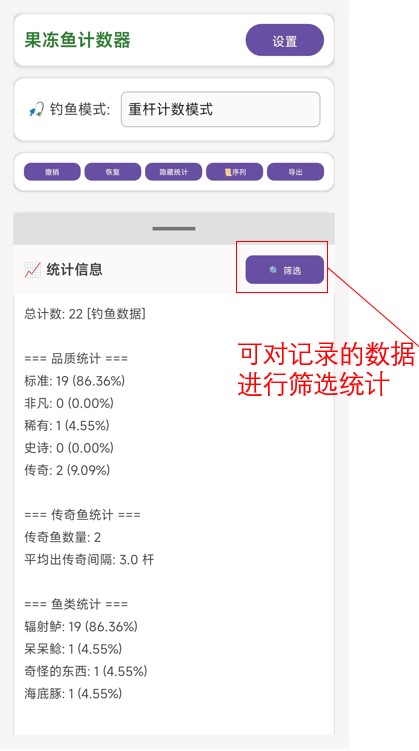 果冻鱼计数器
设置
钓鱼模式:
重杆计数模式
撤销
恢复
隐藏统计
序列
导出
统计信息
筛选
总计数: 22 [钓鱼数据]
=== 品质统计 ===
标准: 19 (86.36%)
非凡: 0 (0.00%)
稀有: 1 (4.55%)
史诗: 0 (0.00%)
传奇: 2 (9.09%)
可对记录的数据
进行筛选统计
=== 传奇鱼统计 ===
传奇鱼数量: 2
平均出传奇间隔: 3.0 杆
=== 鱼类统计 ===
辐射鲈: 19 (86.36%)
呆呆鲶: 1 (4.55%)
奇怪的东西: 1 (4.55%)
海底豚: 1 (4.55%)